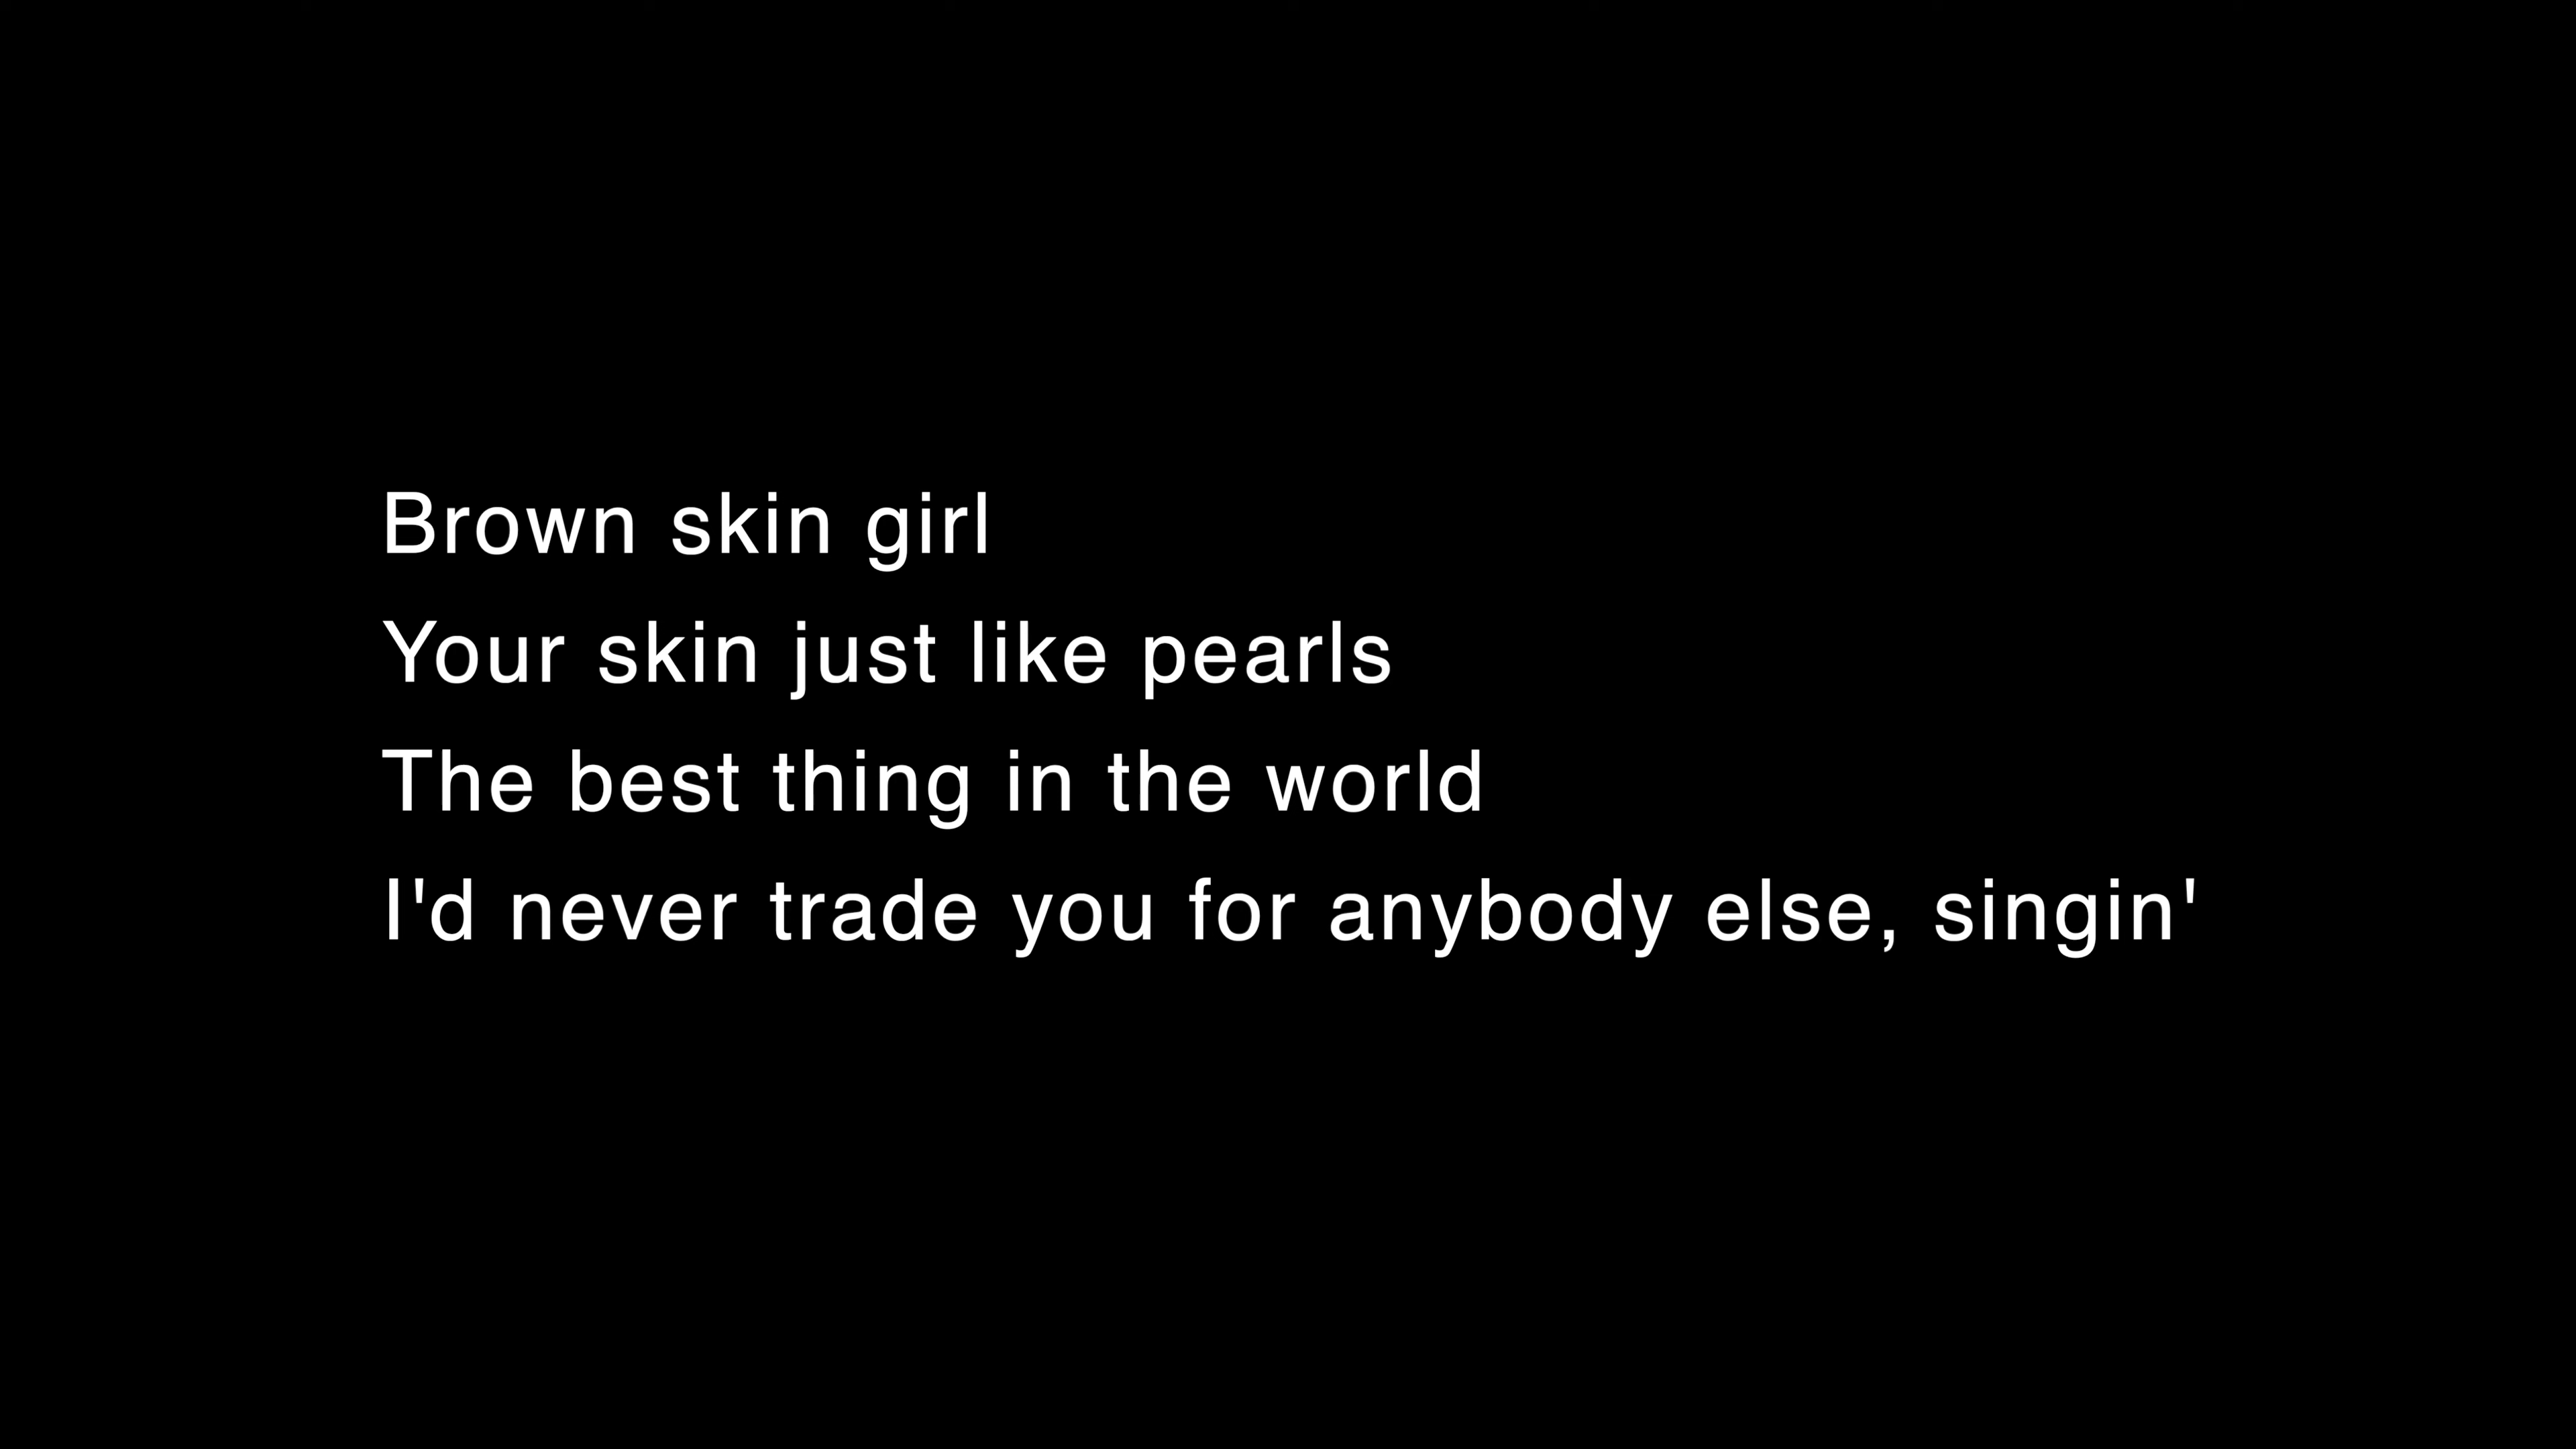 Brown skin girl
Your skin just like pearls
The best thing in the world
I'd never trade you for anybody else, singin'